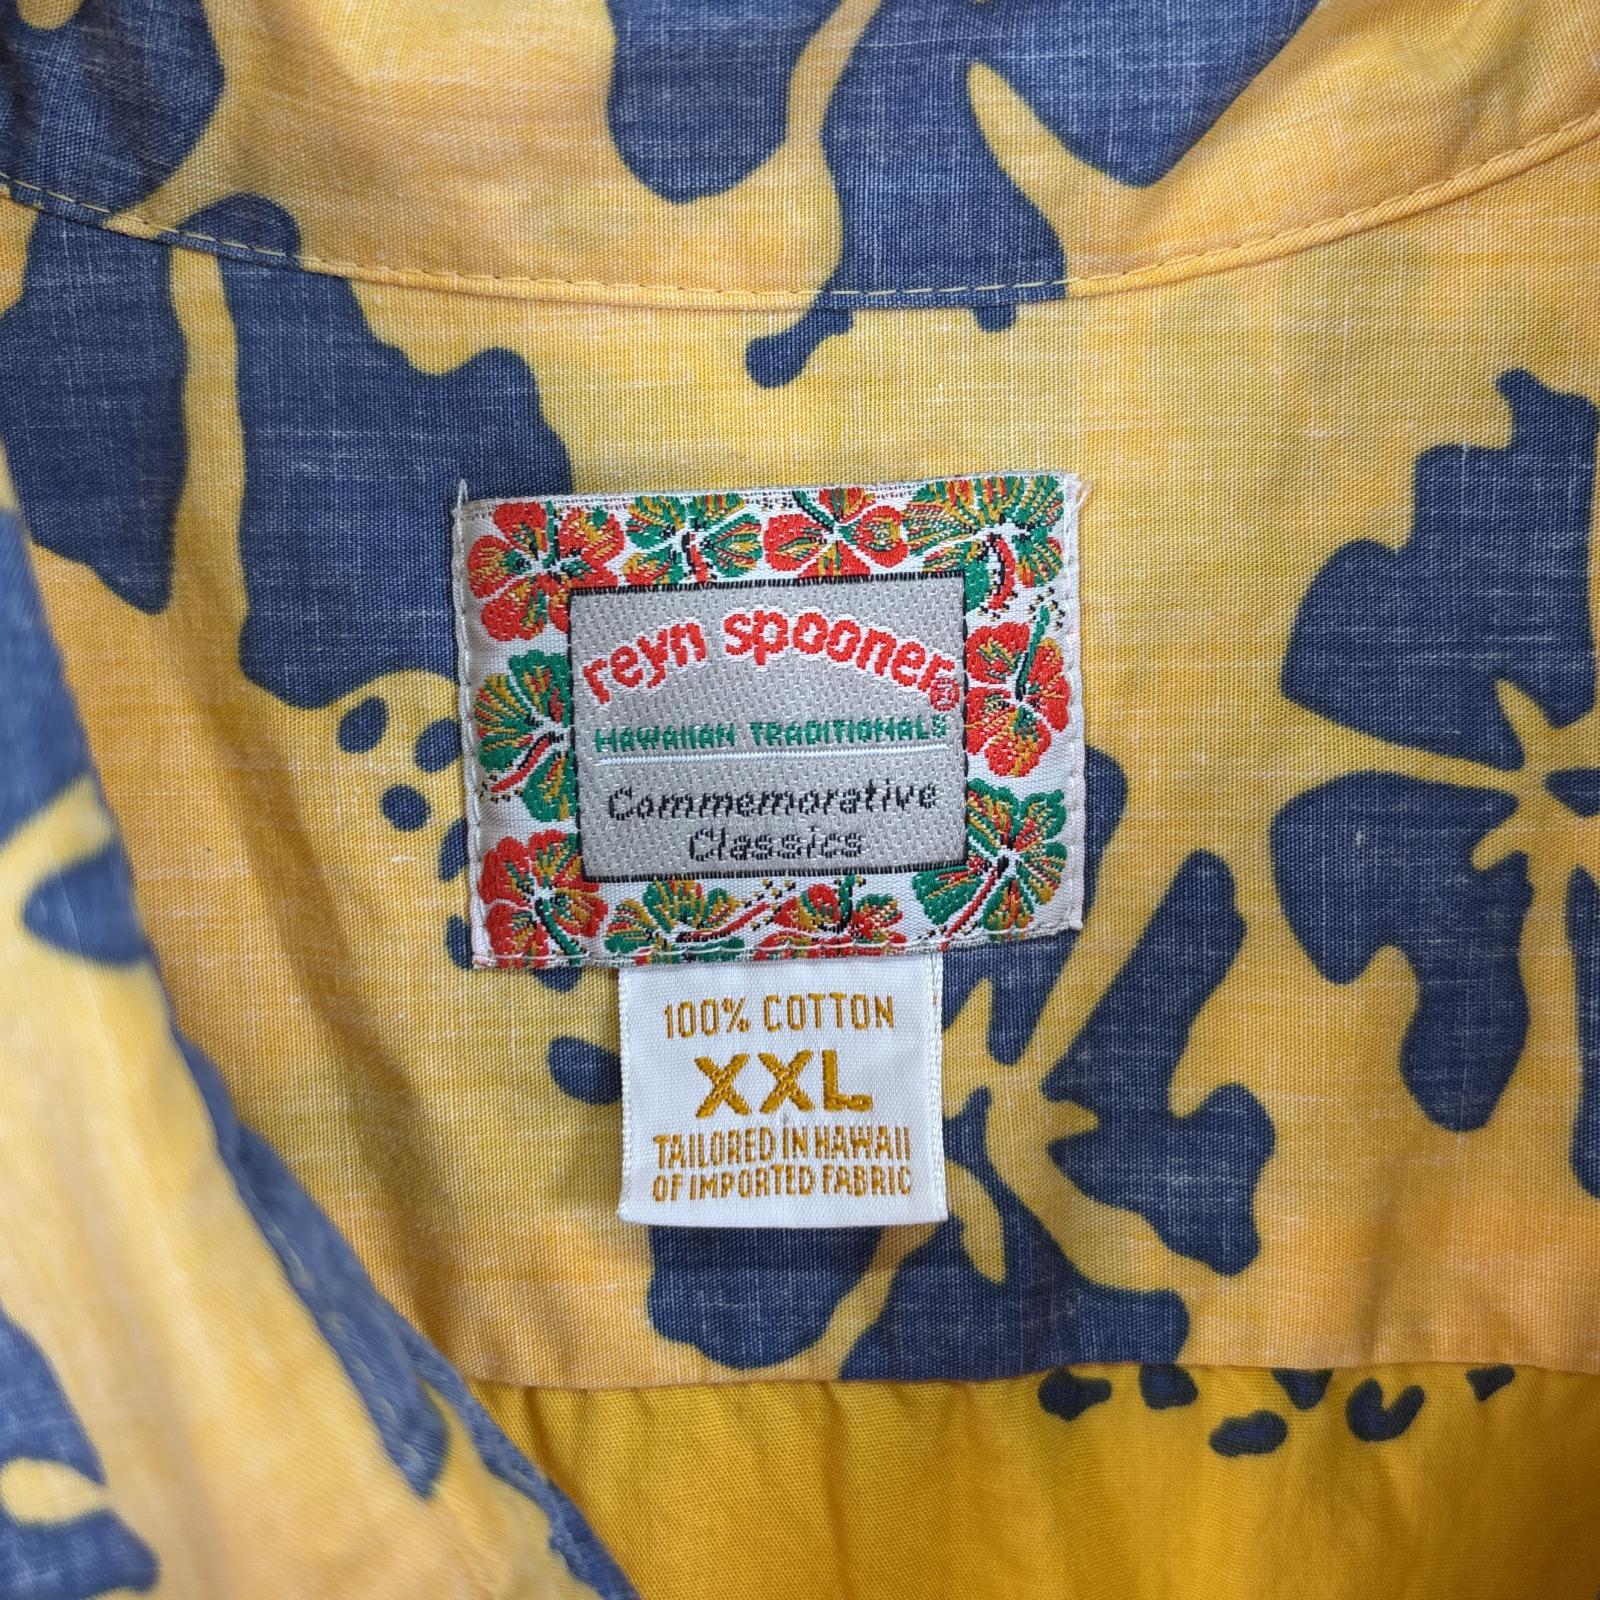 reyn spooner®
HAWAIIAN TRADITIONALS
Commemorative
Classics
100% COTTON
XXL
TAILORED IN HAWAII
OF IMPORTED FABRIC